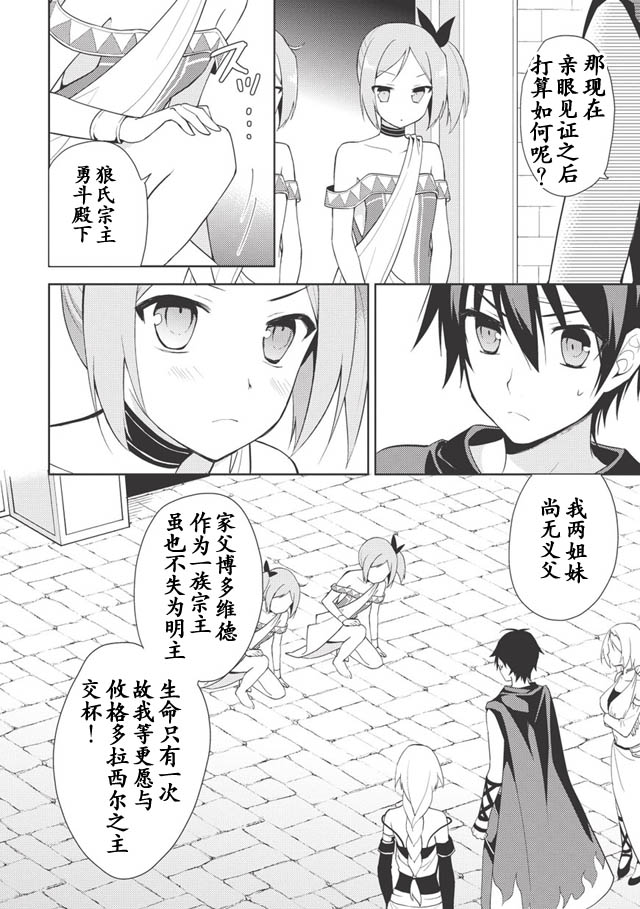 那现在
亲眼见证之后
打算如何呢？
狼氏宗主
勇斗殿下
我两姐妹
尚无义父
家父博多维德
作为一族宗主
虽也不失为明主
生命只有一次
故我等更愿与
攸格多拉西尔之主
交杯！